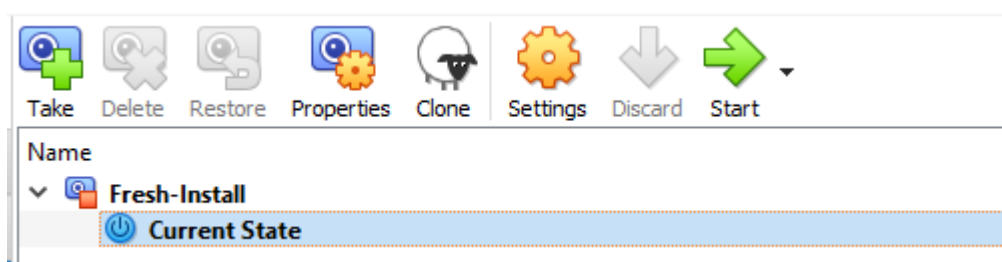 Take Delete Restore Properties Clone Settings Discard Start
Name
Fresh-Install
Current State